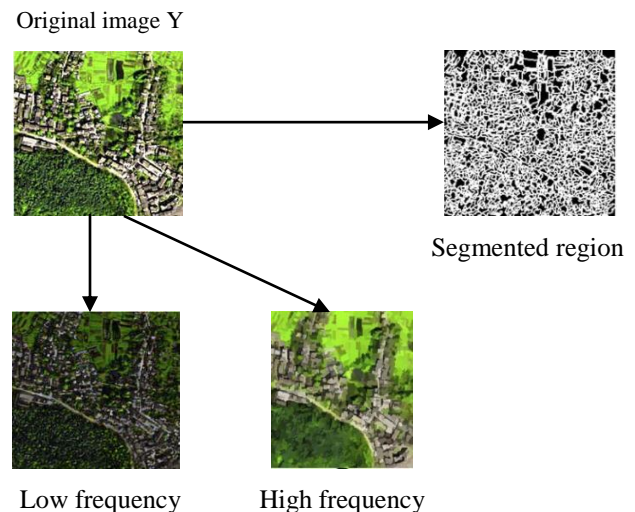 Original image Y
Segmented region
Low frequency
High frequency